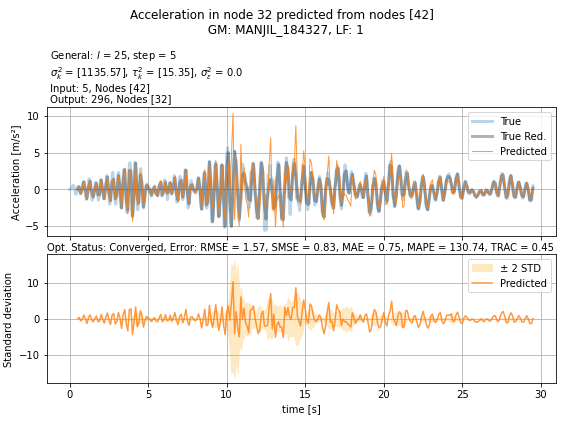 Acceleration in node 32 predicted from nodes [42]
GM: MANJIL_184327, LF: 1
General: l = 25, step = 5
σ²ₖ = [1135.57], τ²ₖ = [15.35], σ²ε = 0.0
Input: 5, Nodes [42]
Output: 296, Nodes [32]
Acceleration [m/s²]
10
5
0
−5
True
True Red.
Predicted
Opt. Status: Converged, Error: RMSE = 1.57, SMSE = 0.83, MAE = 0.75, MAPE = 130.74, TRAC = 0.45
Standard deviation
10
0
−10
± 2 STD
Predicted
0 5 10 15 20 25 30
time [s]